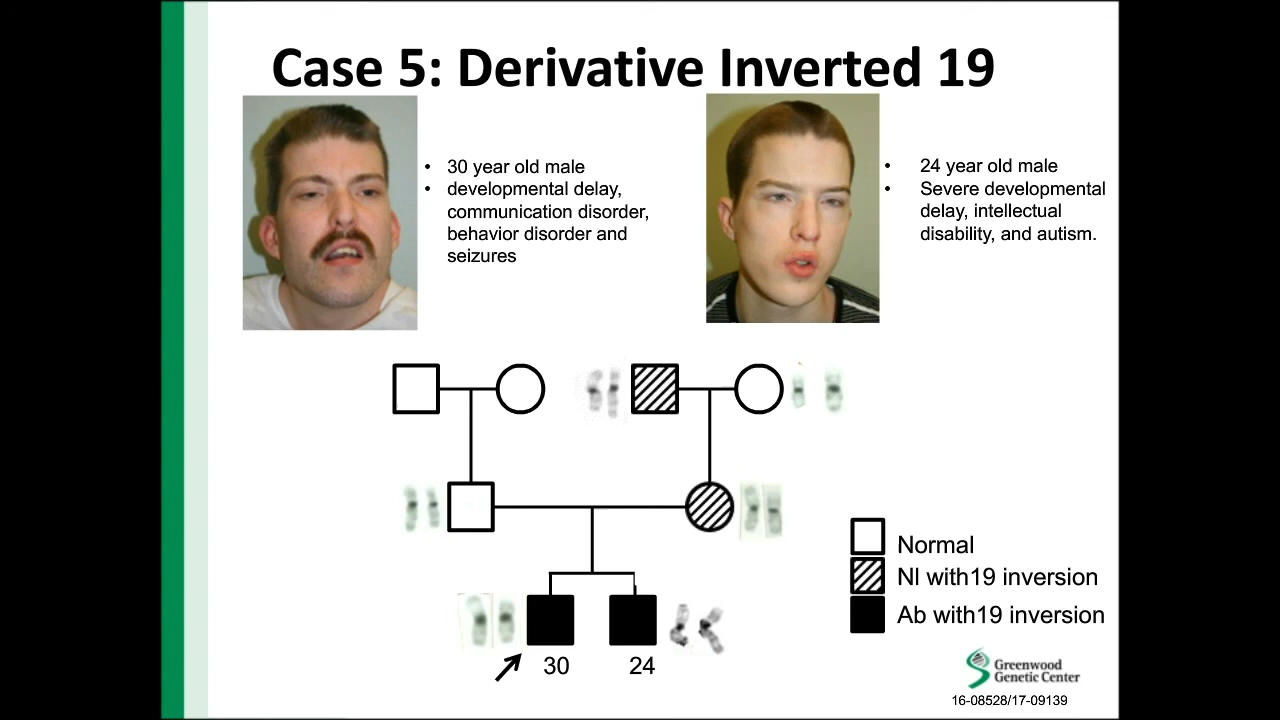 Case 5: Derivative Inverted 19
• 30 year old male
• developmental delay,
communication disorder,
behavior disorder and
seizures
• 24 year old male
• Severe developmental
delay, intellectual
disability, and autism.
Normal
Nl with19 inversion
Ab with19 inversion
30
24
Greenwood
Genetic Center
16-08528/17-09139